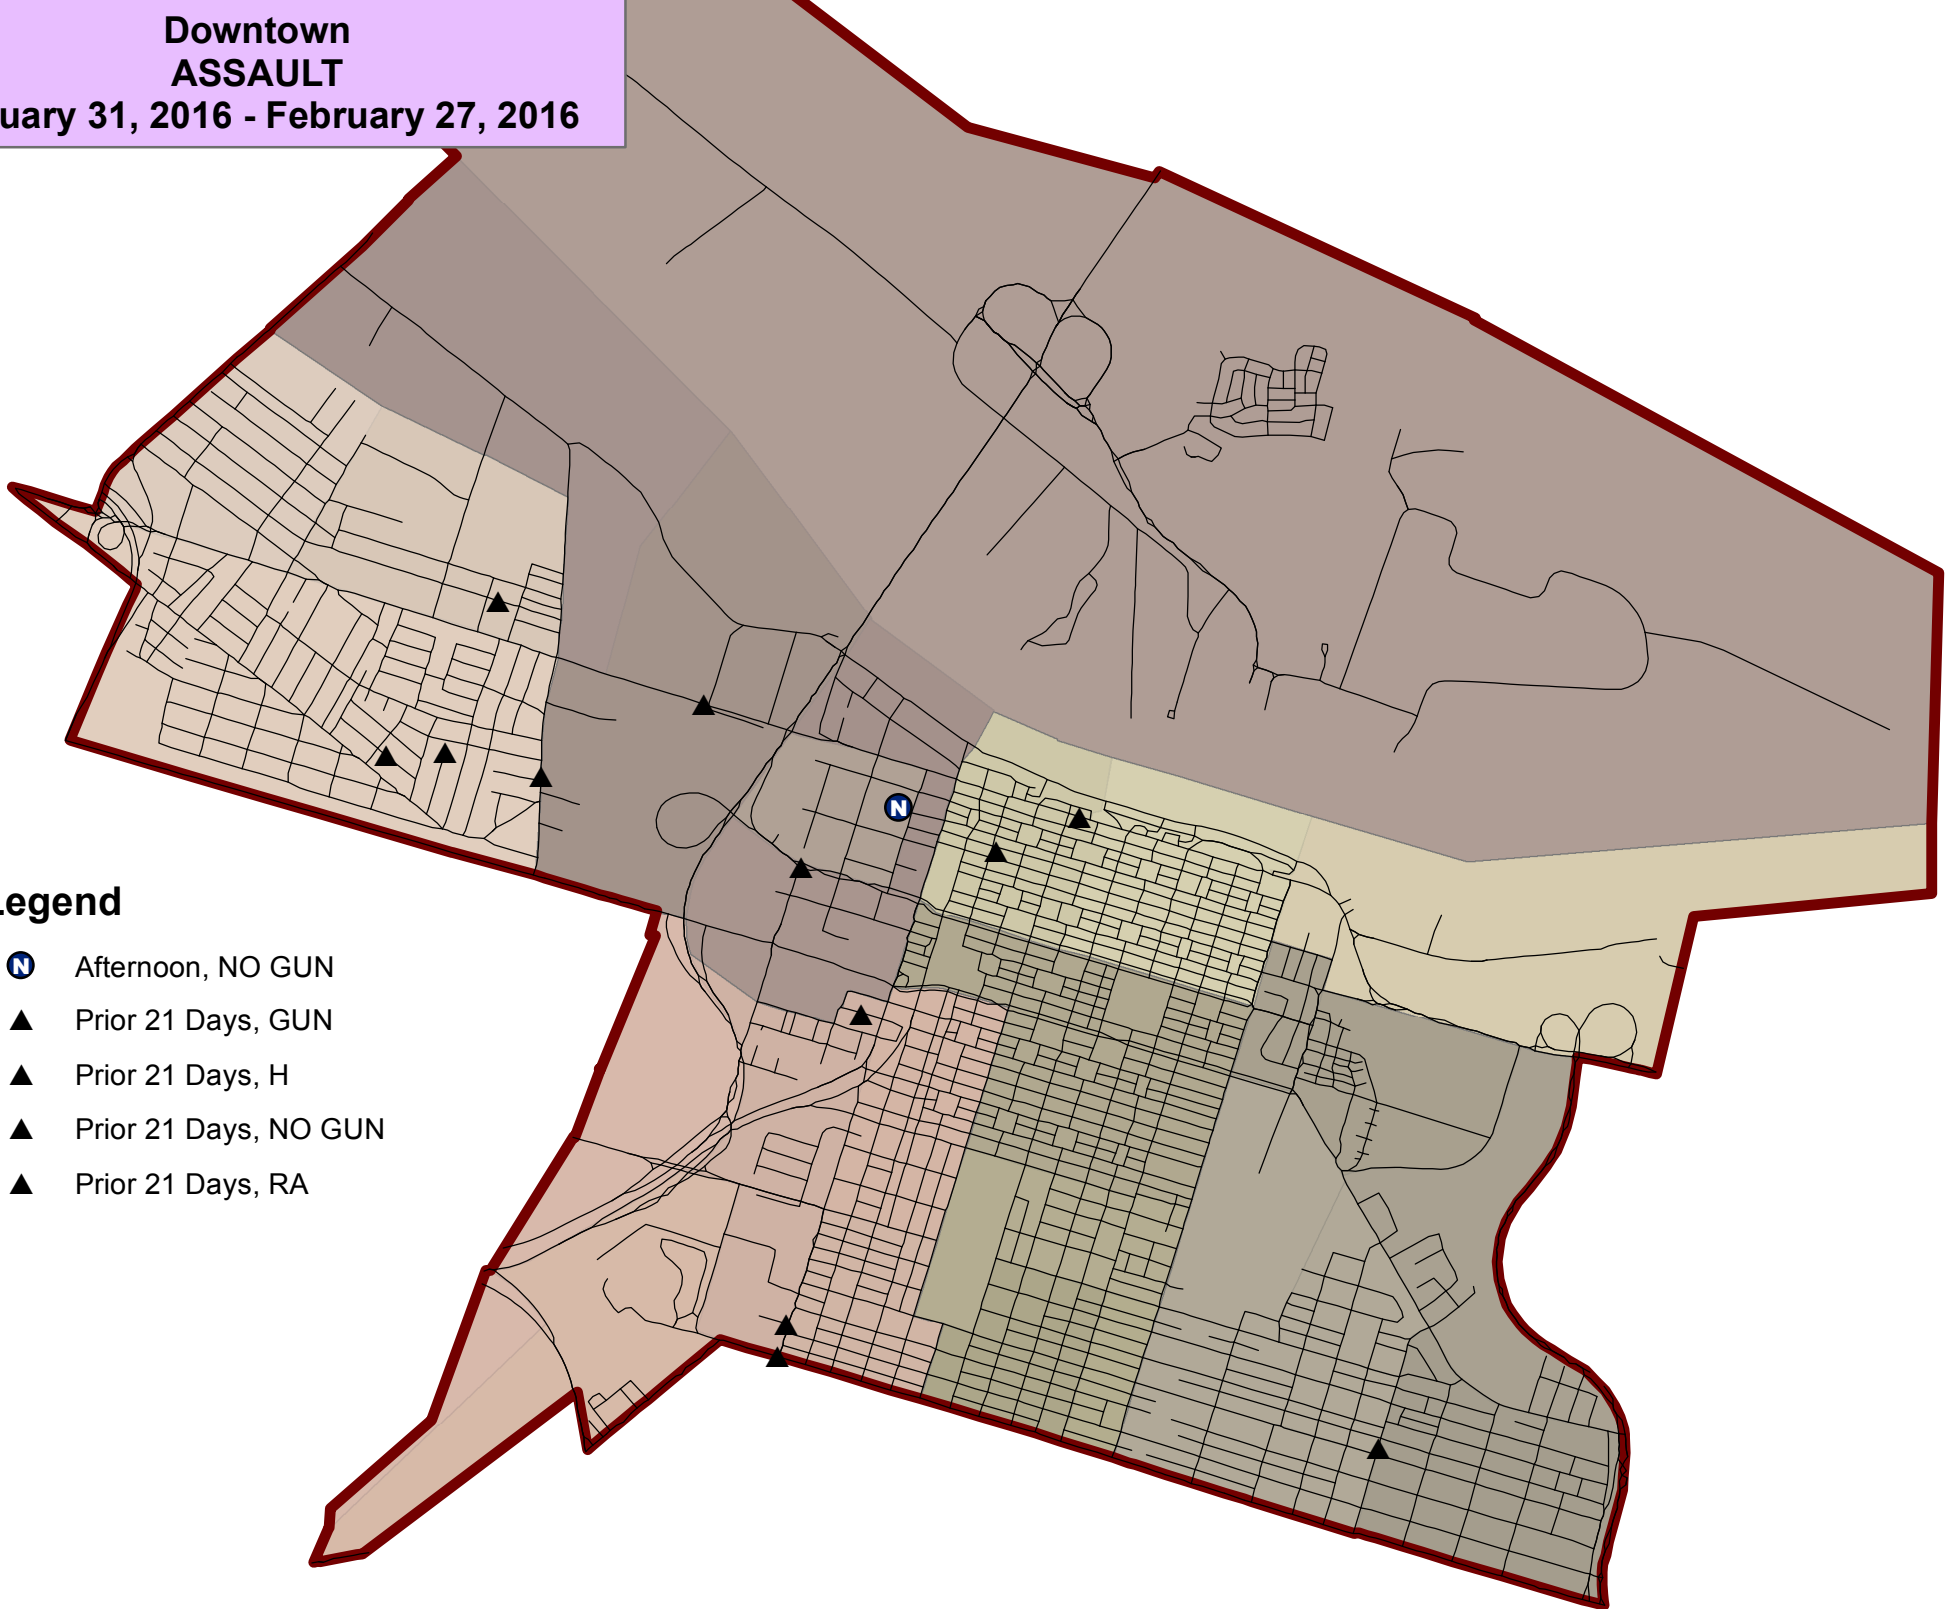 Downtown
ASSAULT
uary 31, 2016 - February 27, 2016
N
egend
N Afternoon, NO GUN
Prior 21 Days, GUN
Prior 21 Days, H
Prior 21 Days, NO GUN
Prior 21 Days, RA